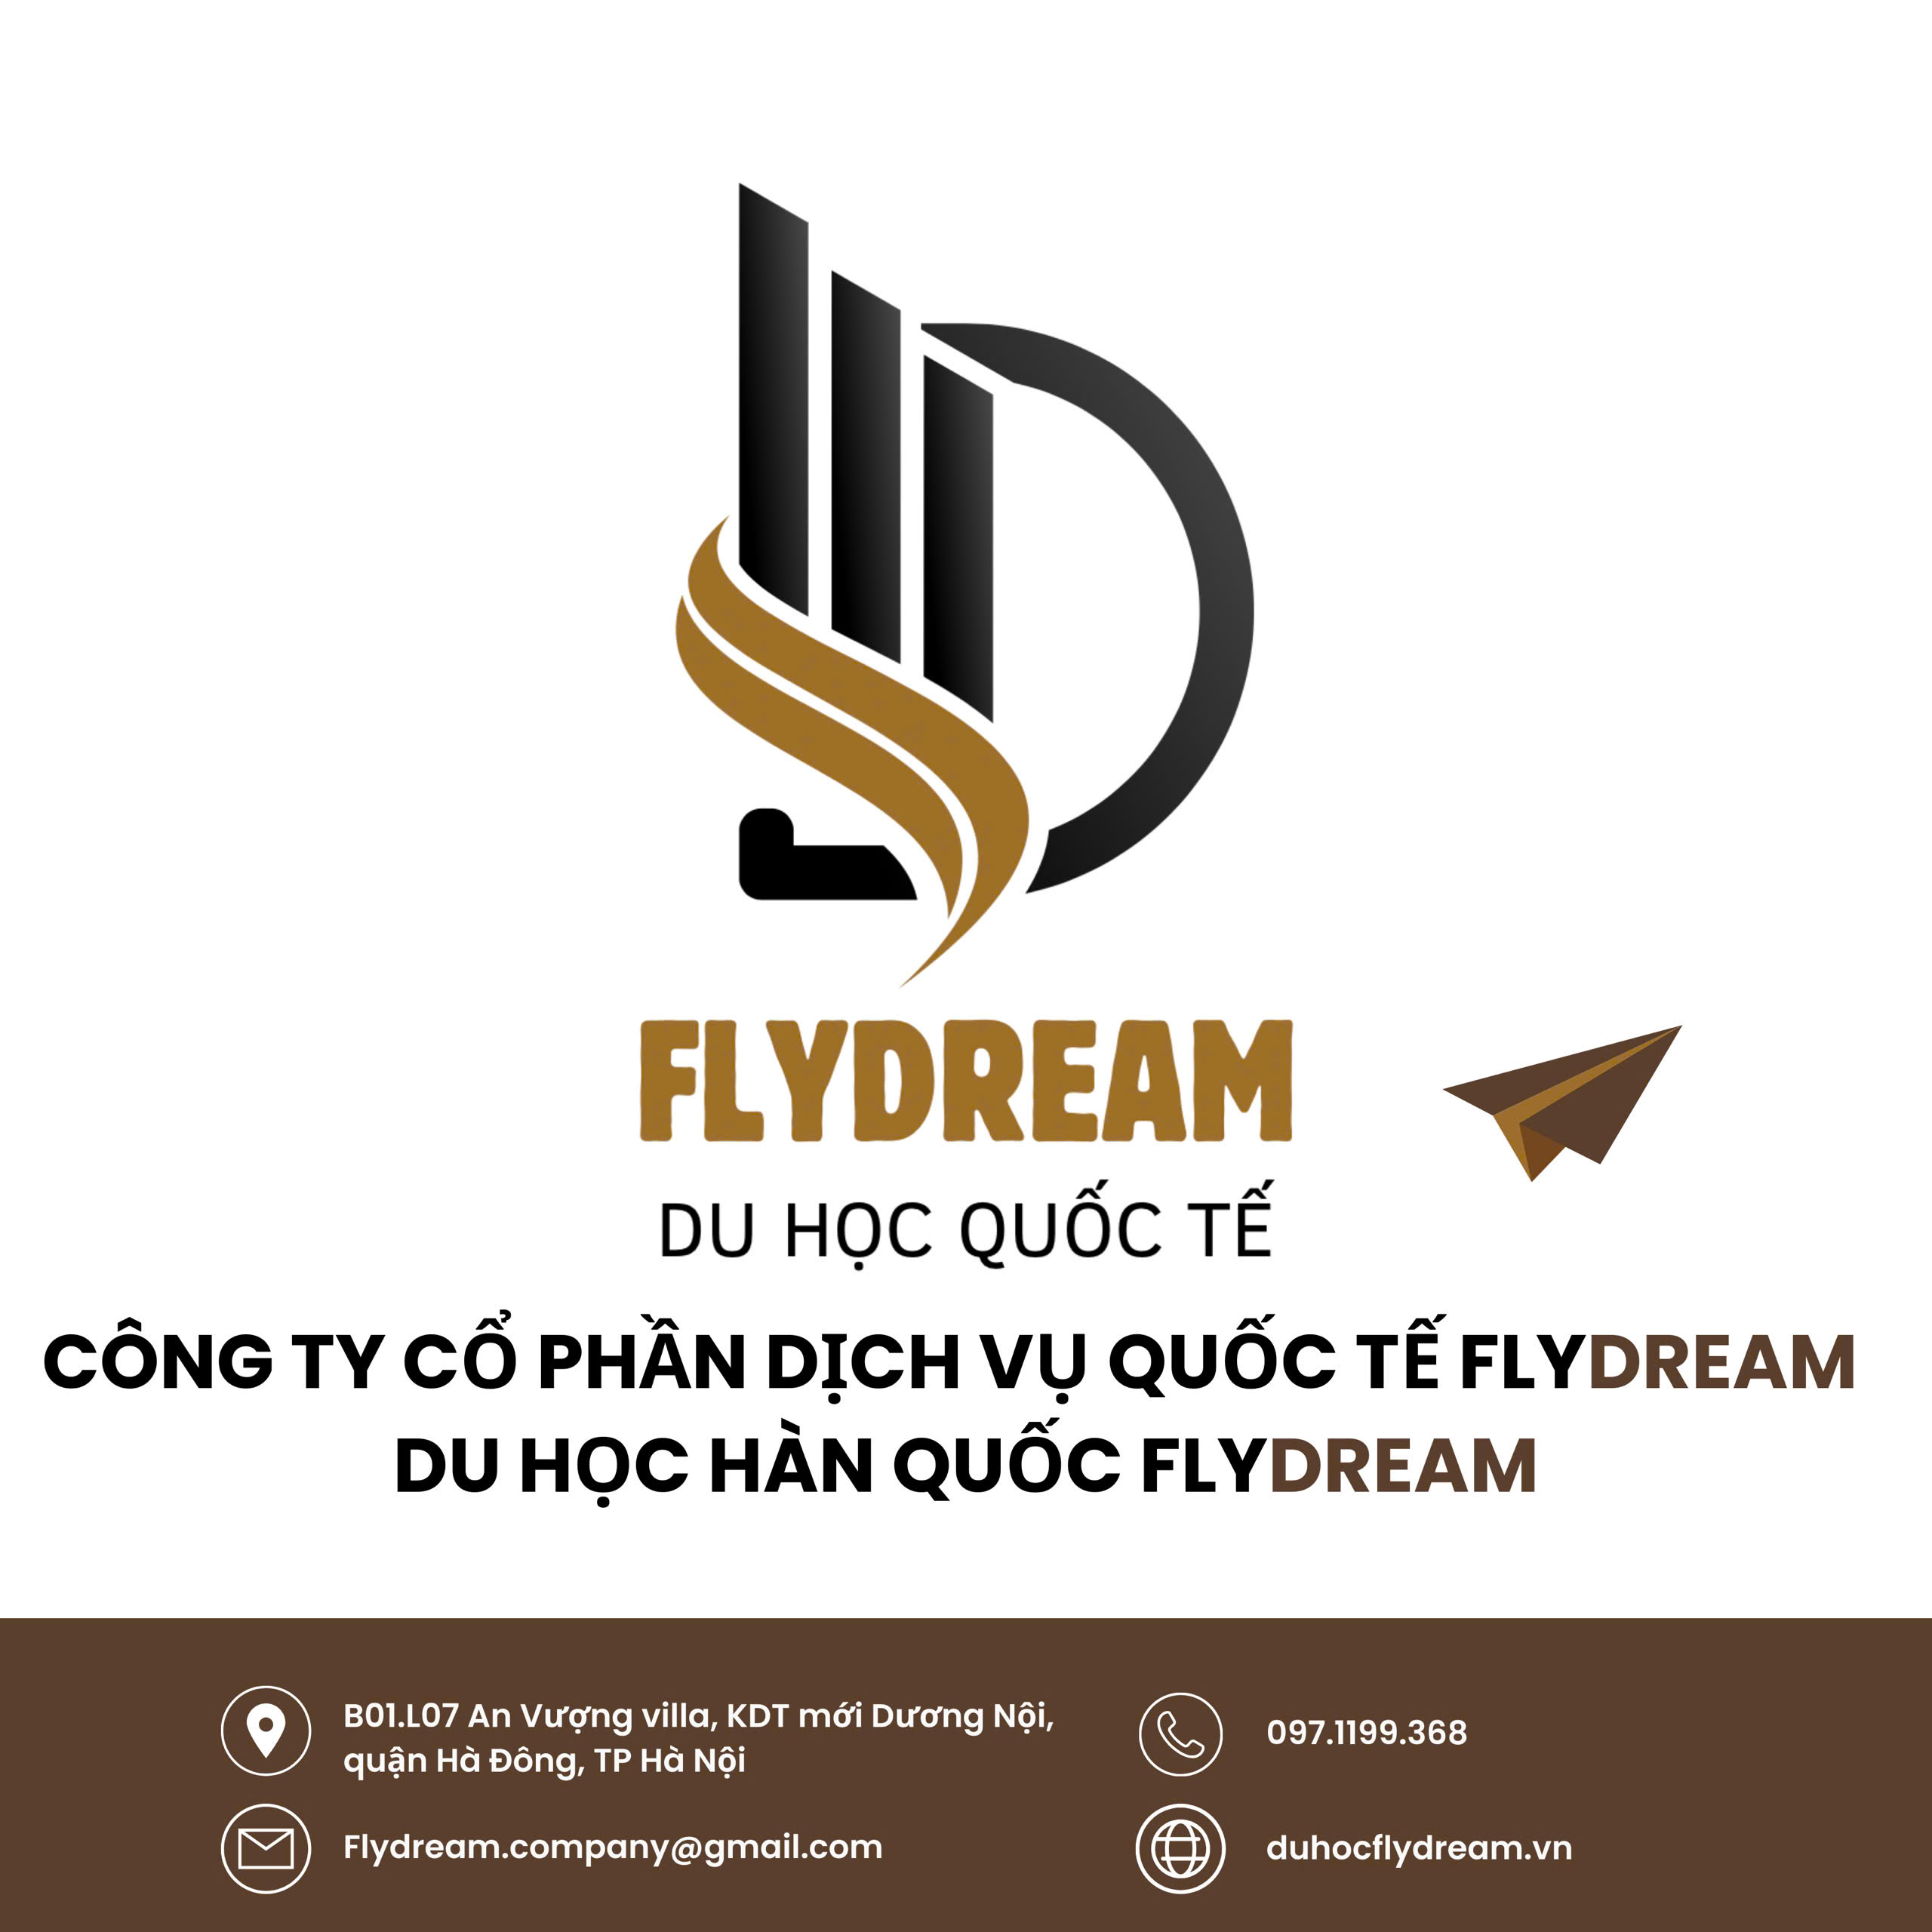 FLYDREAM
DU HỌC QUỐC TẾ
CÔNG TY CỔ PHẦN DỊCH VỤ QUỐC TẾ FLYDREAM
DU HỌC HÀN QUỐC FLYDREAM
B01.L07 An Vượng villa, KDT mới Dương Nội,
quận Hà Đông, TP Hà Nội
097.1199.368
Flydream.company@gmail.com
duhocflydream.vn